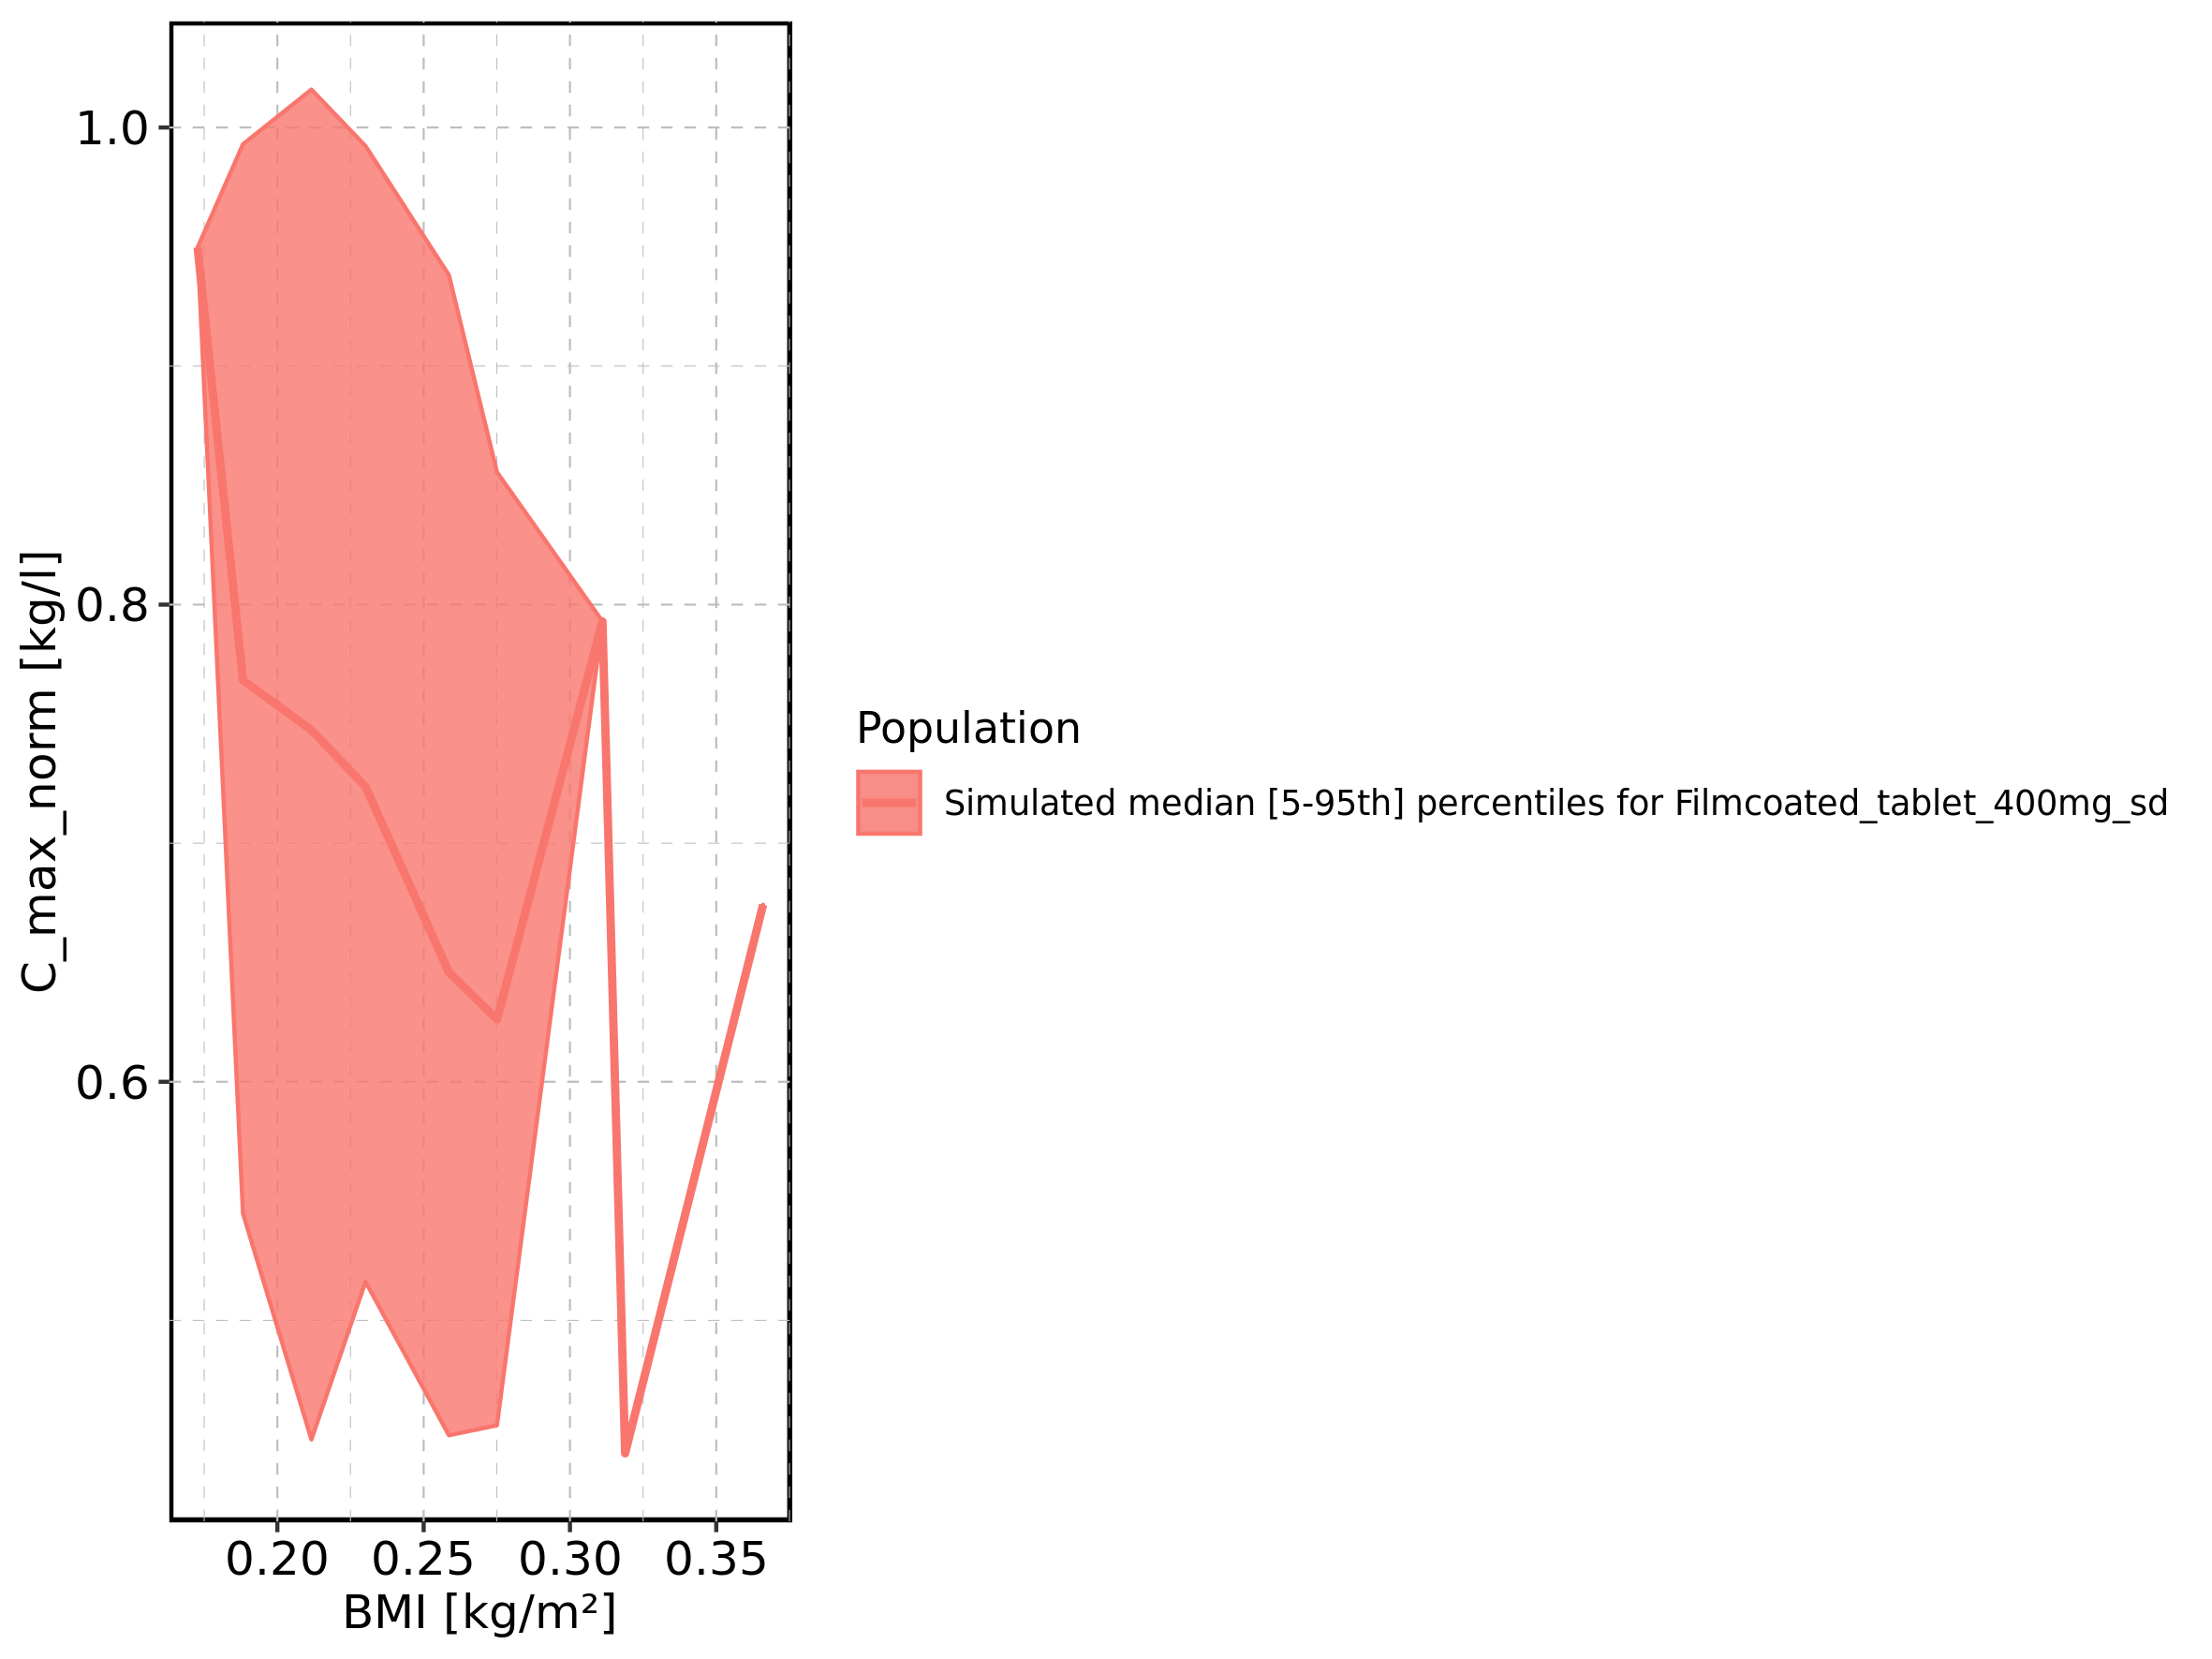 1.0
0.8
0.6
C_max_norm [kg/l]
0.20 0.25 0.30 0.35
BMI [kg/m²]
Population
Simulated median [5-95th] percentiles for Filmcoated_tablet_400mg_sd